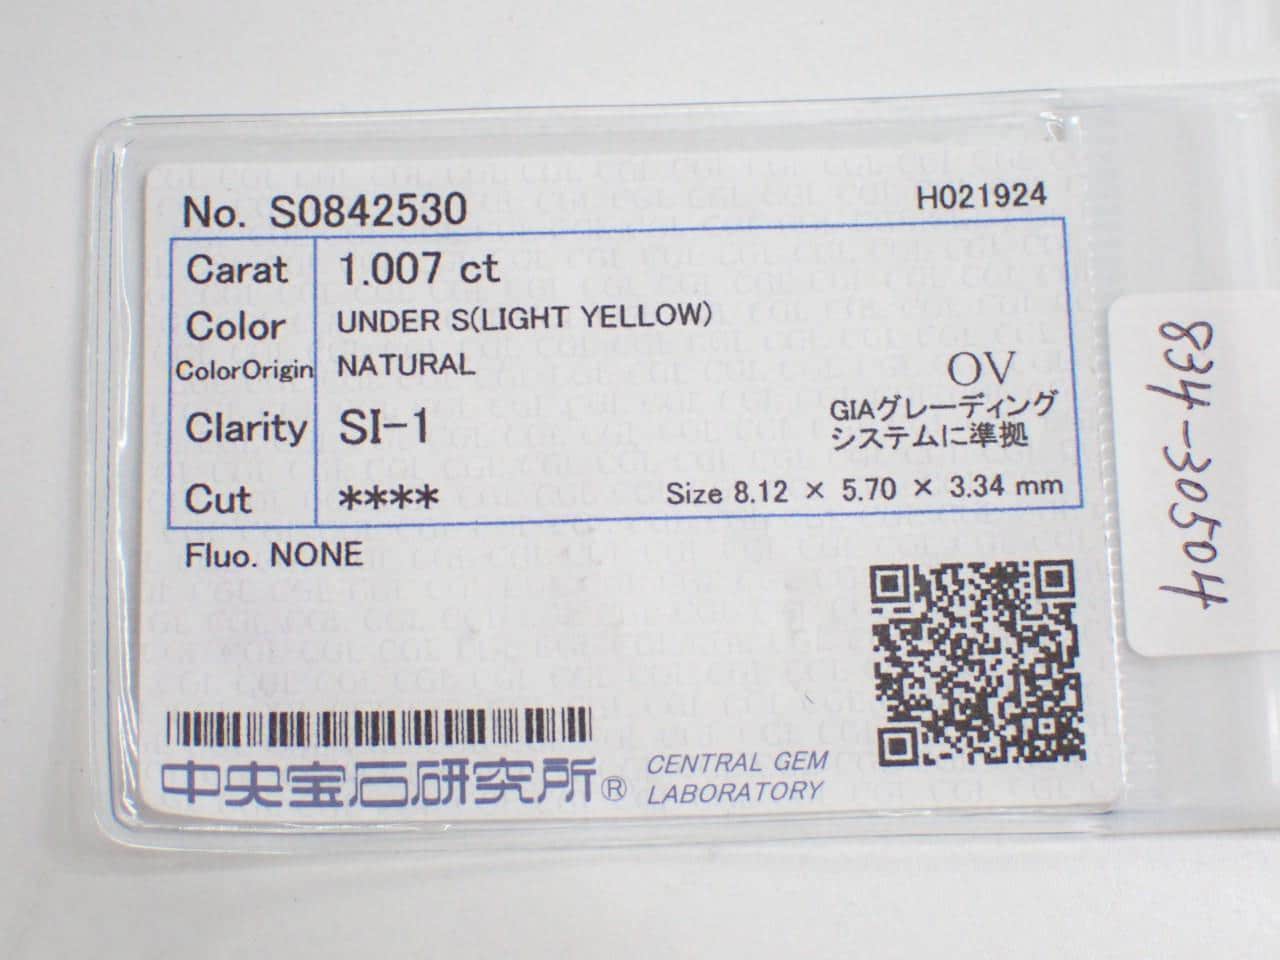 No. S0842530
H021924
Carat 1.007 ct
Color UNDER S(LIGHT YELLOW)
ColorOrigin NATURAL
OV
Clarity SI-1
GIAグレーディング
システムに準拠
Cut ****
Size 8.12 × 5.70 × 3.34 mm
Fluo. NONE
中央宝石研究所®
CENTRAL GEM
LABORATORY
834-30504